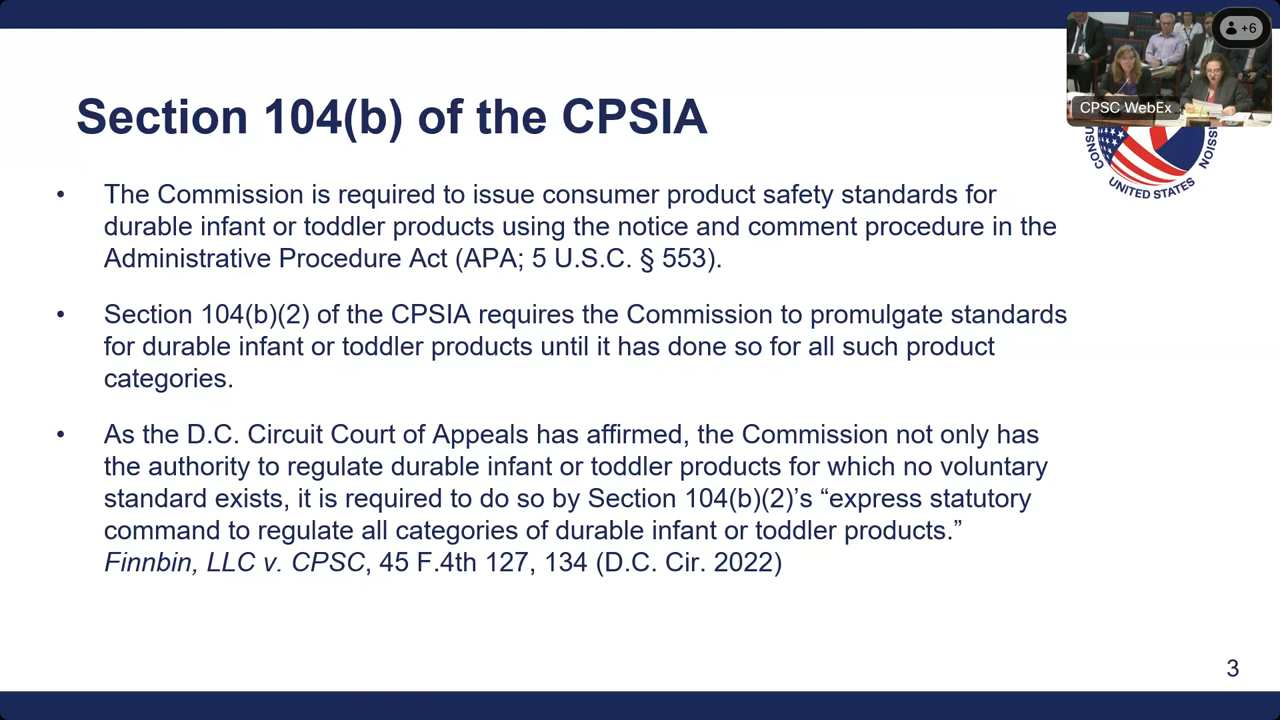 +6
CPSC WebEx
Section 104(b) of the CPSIA
CONSU
MISSION
UNITED STATES
• The Commission is required to issue consumer product safety standards for
durable infant or toddler products using the notice and comment procedure in the
Administrative Procedure Act (APA; 5 U.S.C. § 553).
• Section 104(b)(2) of the CPSIA requires the Commission to promulgate standards
for durable infant or toddler products until it has done so for all such product
categories.
• As the D.C. Circuit Court of Appeals has affirmed, the Commission not only has
the authority to regulate durable infant or toddler products for which no voluntary
standard exists, it is required to do so by Section 104(b)(2)’s “express statutory
command to regulate all categories of durable infant or toddler products.”
Finnbin, LLC v. CPSC, 45 F.4th 127, 134 (D.C. Cir. 2022)
3